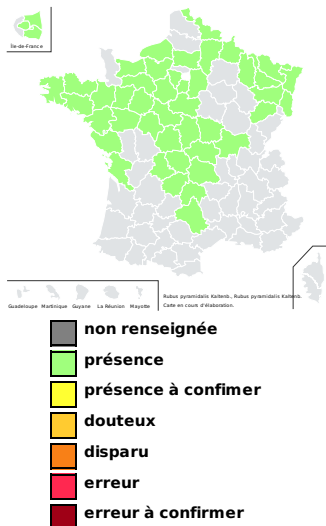 Île-de-France
Guadeloupe Martinique Guyane La Réunion Mayotte
Rubus pyramidalis Kaltenb., Rubus pyramidalis Kaltenb.
Carte en cours d'élaboration.
non renseignée
présence
présence à confimer
douteux
disparu
erreur
erreur à confirmer